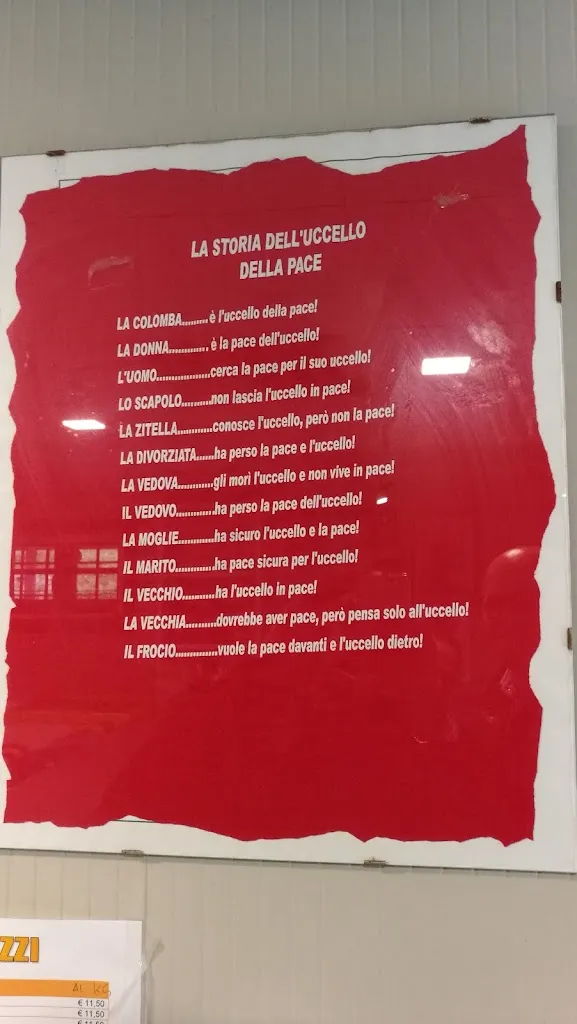 LA STORIA DELL'UCCELLO
DELLA PACE
LA COLOMBA.........è l'uccello della pace!
LA DONNA............. è la pace dell'uccello!
L'UOMO..................cerca la pace per il suo uccello!
LO SCAPOLO..........non lascia l'uccello in pace!
LA ZITELLA............conosce l'uccello, però non la pace!
LA DIVORZIATA......ha perso la pace e l'uccello!
LA VEDOVA............gli morì l'uccello e non vive in pace!
IL VEDOVO............ha perso la pace dell'uccello!
LA MOGLIE............ha sicuro l'uccello e la pace!
IL MARITO.............ha pace sicura per l'uccello!
IL VECCHIO...........ha l'uccello in pace!
LA VECCHIA..........dovrebbe aver pace, però pensa solo all'uccello!
IL FROCIO..............vuole la pace davanti e l'uccello dietro!
ZZI
AL KG
€ 11,50
€ 11,50